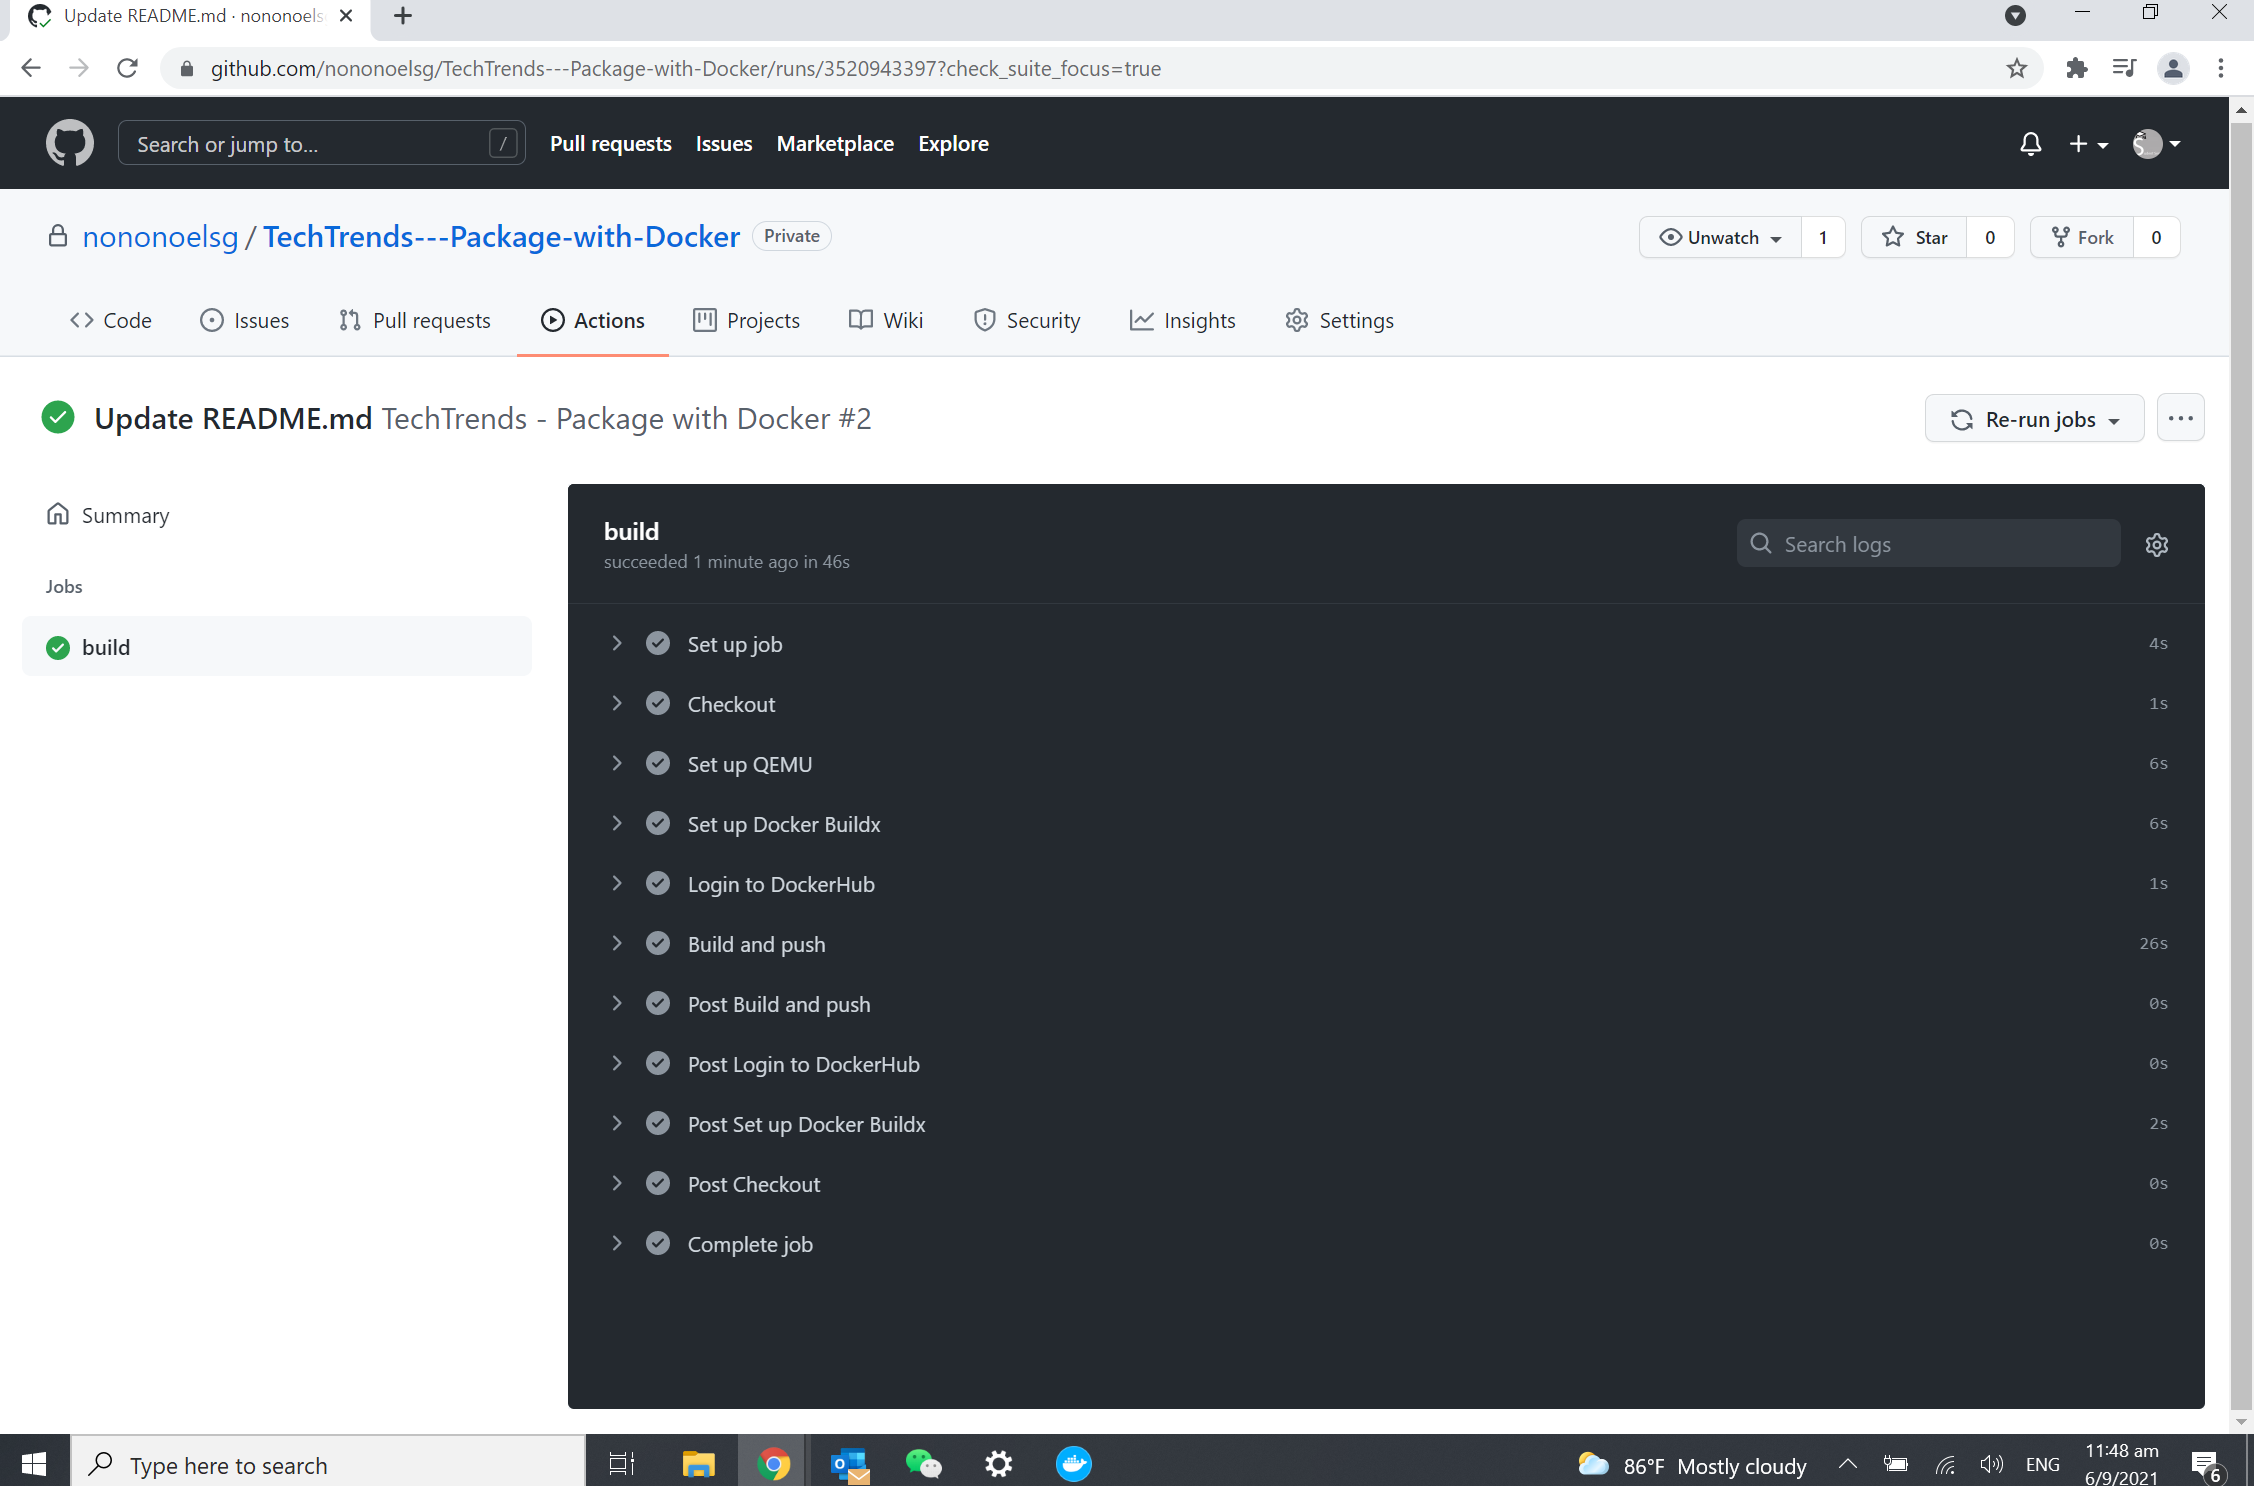 Update README.md · nononoels
github.com/nononoelsg/TechTrends---Package-with-Docker/runs/3520943397?check_suite_focus=true
Search or jump to... /
Pull requests Issues Marketplace Explore
nononoelsg / TechTrends---Package-with-Docker Private
Unwatch 1 Star 0 Fork 0
Code Issues Pull requests Actions Projects Wiki Security Insights Settings
Update README.md TechTrends - Package with Docker #2
Re-run jobs
Summary
Jobs
build
build
succeeded 1 minute ago in 46s
Search logs
Set up job 4s
Checkout 1s
Set up QEMU 6s
Set up Docker Buildx 6s
Login to DockerHub 1s
Build and push 26s
Post Build and push 0s
Post Login to DockerHub 0s
Post Set up Docker Buildx 2s
Post Checkout 0s
Complete job 0s
Type here to search
86°F Mostly cloudy
ENG
11:48 am
6/9/2021
6